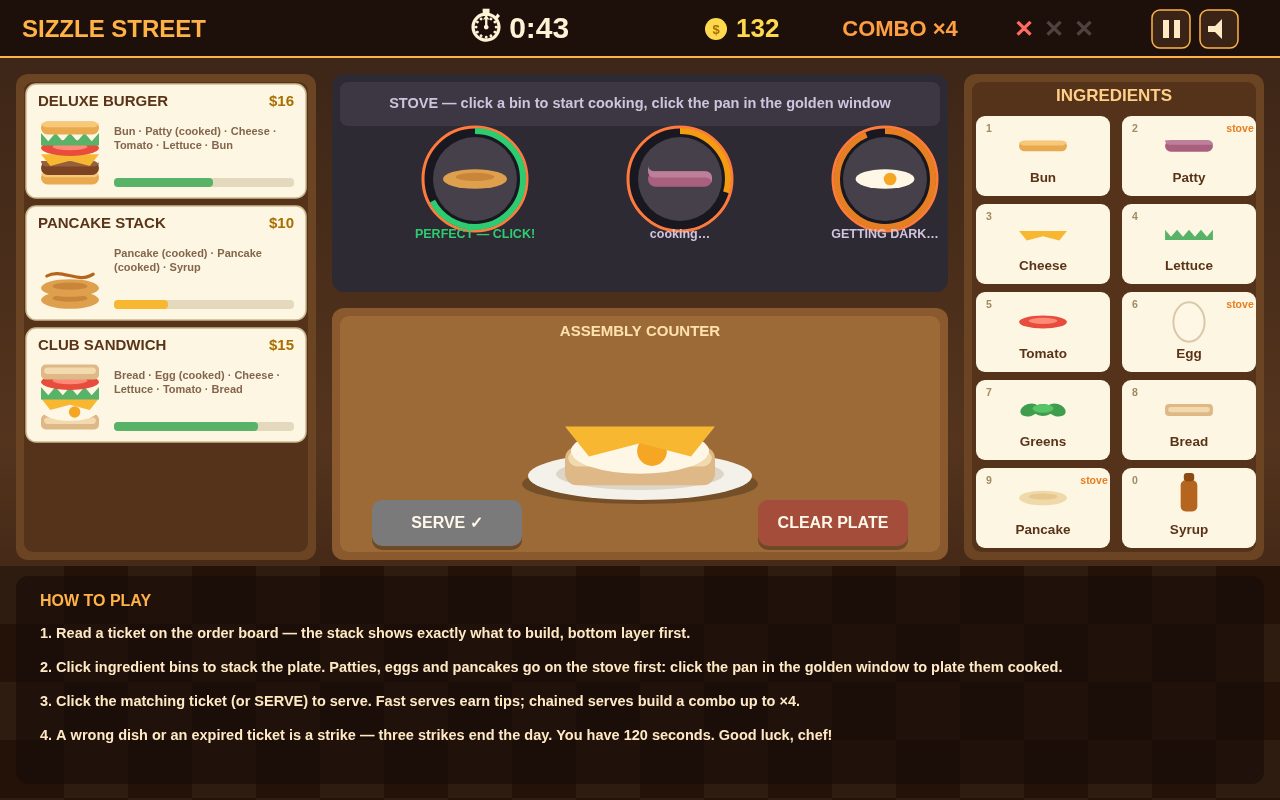 SIZZLE STREET
0:43
$ 132
COMBO ×4
✕ ✕ ✕
DELUXE BURGER $16
Bun · Patty (cooked) · Cheese ·
Tomato · Lettuce · Bun
PANCAKE STACK $10
Pancake (cooked) · Pancake
(cooked) · Syrup
CLUB SANDWICH $15
Bread · Egg (cooked) · Cheese ·
Lettuce · Tomato · Bread
STOVE — click a bin to start cooking, click the pan in the golden window
PERFECT — CLICK!
cooking…
GETTING DARK…
ASSEMBLY COUNTER
SERVE ✓
CLEAR PLATE
INGREDIENTS
1
Bun
2 stove
Patty
3
Cheese
4
Lettuce
5
Tomato
6 stove
Egg
7
Greens
8
Bread
9 stove
Pancake
0
Syrup
HOW TO PLAY
1. Read a ticket on the order board — the stack shows exactly what to build, bottom layer first.
2. Click ingredient bins to stack the plate. Patties, eggs and pancakes go on the stove first: click the pan in the golden window to plate them cooked.
3. Click the matching ticket (or SERVE) to serve. Fast serves earn tips; chained serves build a combo up to ×4.
4. A wrong dish or an expired ticket is a strike — three strikes end the day. You have 120 seconds. Good luck, chef!